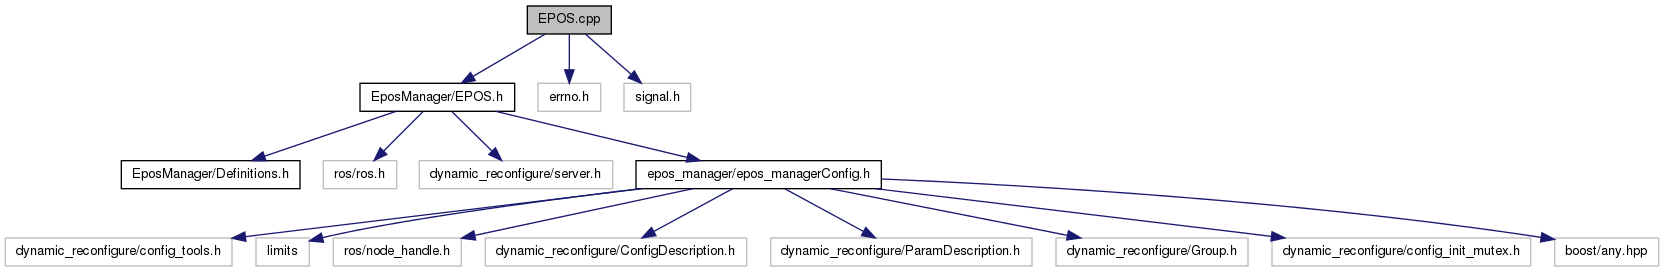 EPOS.cpp
EposManager/EPOS.h
errno.h
signal.h
EposManager/Definitions.h
ros/ros.h
dynamic_reconfigure/server.h
epos_manager/epos_managerConfig.h
dynamic_reconfigure/config_tools.h
limits
ros/node_handle.h
dynamic_reconfigure/ConfigDescription.h
dynamic_reconfigure/ParamDescription.h
dynamic_reconfigure/Group.h
dynamic_reconfigure/config_init_mutex.h
boost/any.hpp